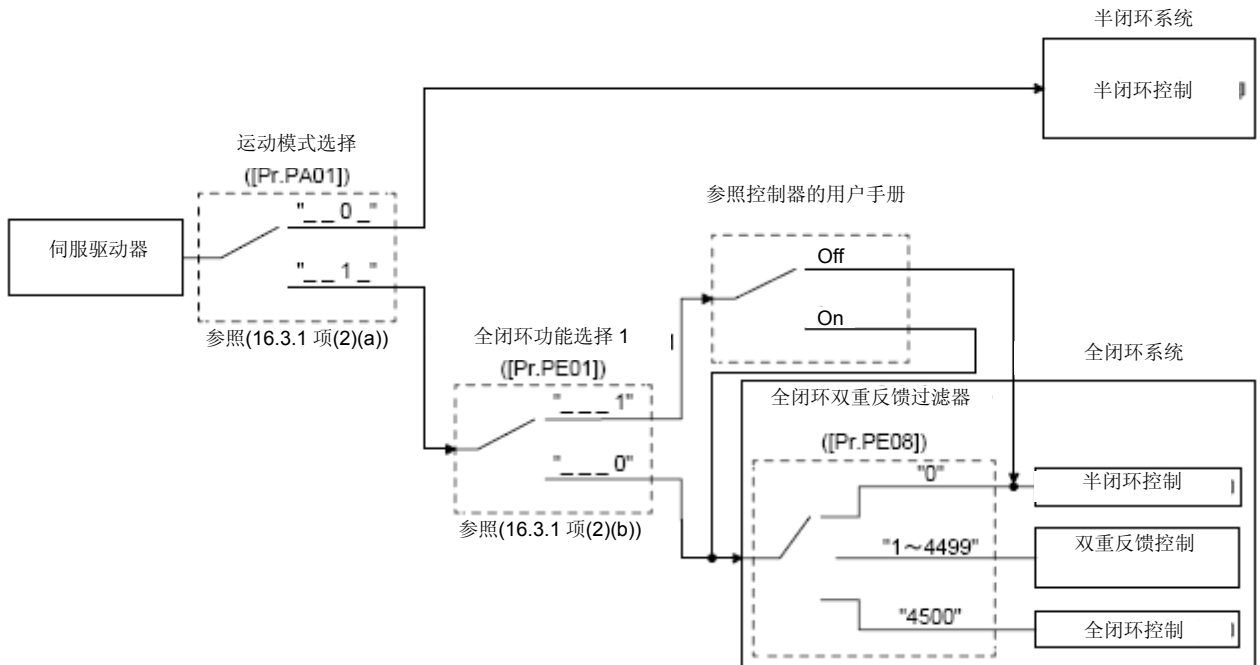 半闭环系统
半闭环控制
运动模式选择
([Pr.PA01])
"_ _ 0 _"
"_ _ 1 _"
伺服驱动器
参照(16.3.1 项(2)(a))
参照控制器的用户手册
Off
On
全闭环功能选择 1
([Pr.PE01])
"_ _ _ 1"
"_ _ _ 0"
参照(16.3.1 项(2)(b))
全闭环系统
全闭环双重反馈过滤器
([Pr.PE08])
"0"
半闭环控制
"1～4499"
双重反馈控制
"4500"
全闭环控制